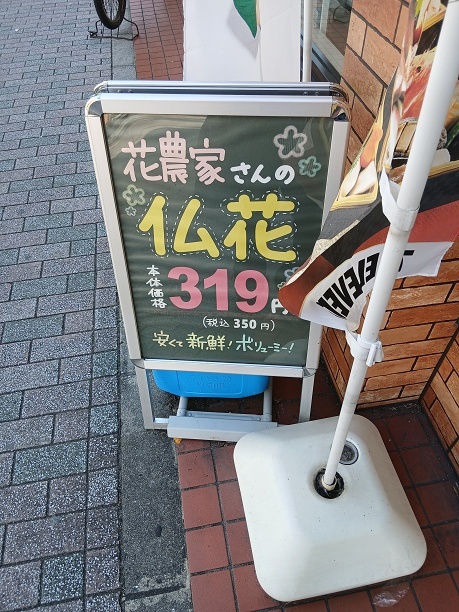 花農家さんの
仏花
本体価格
319円
(税込 350円)
安くて新鮮!ボリューミー!